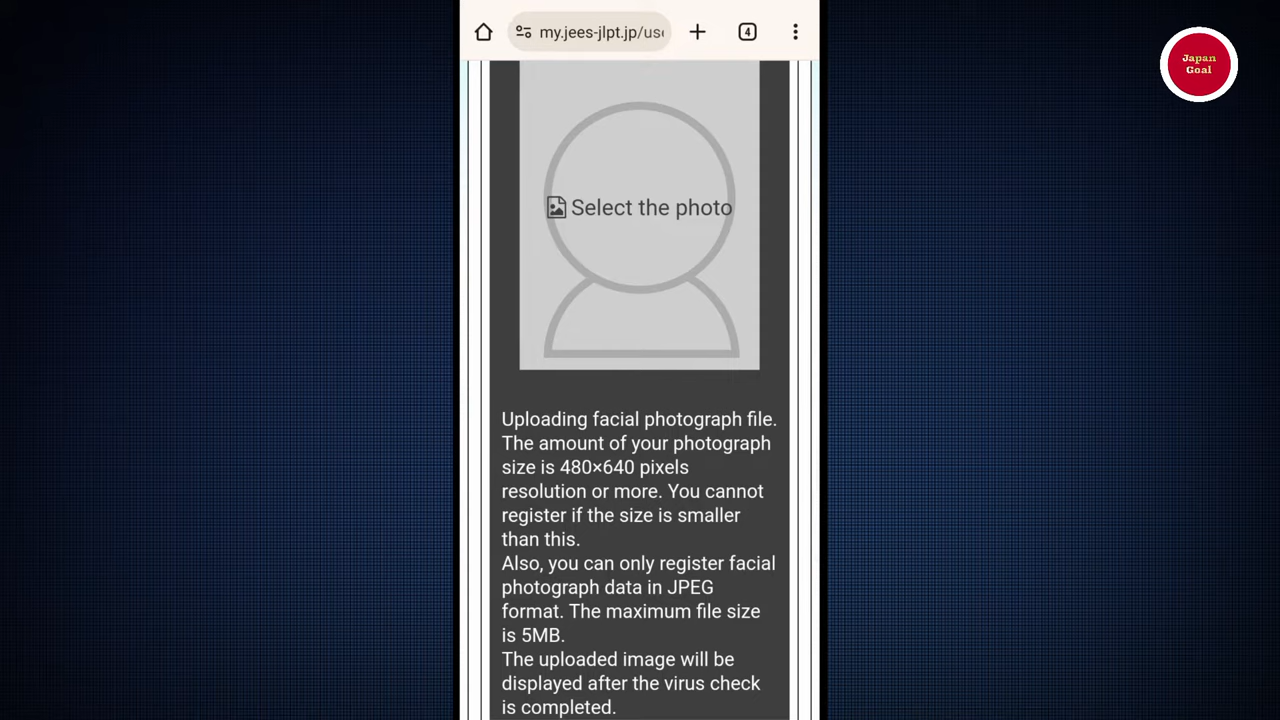 my.jees-jlpt.jp/use
4
Japan
Goal
Select the photo
Uploading facial photograph file.
The amount of your photograph
size is 480×640 pixels
resolution or more. You cannot
register if the size is smaller
than this.
Also, you can only register facial
photograph data in JPEG
format. The maximum file size
is 5MB.
The uploaded image will be
displayed after the virus check
is completed.